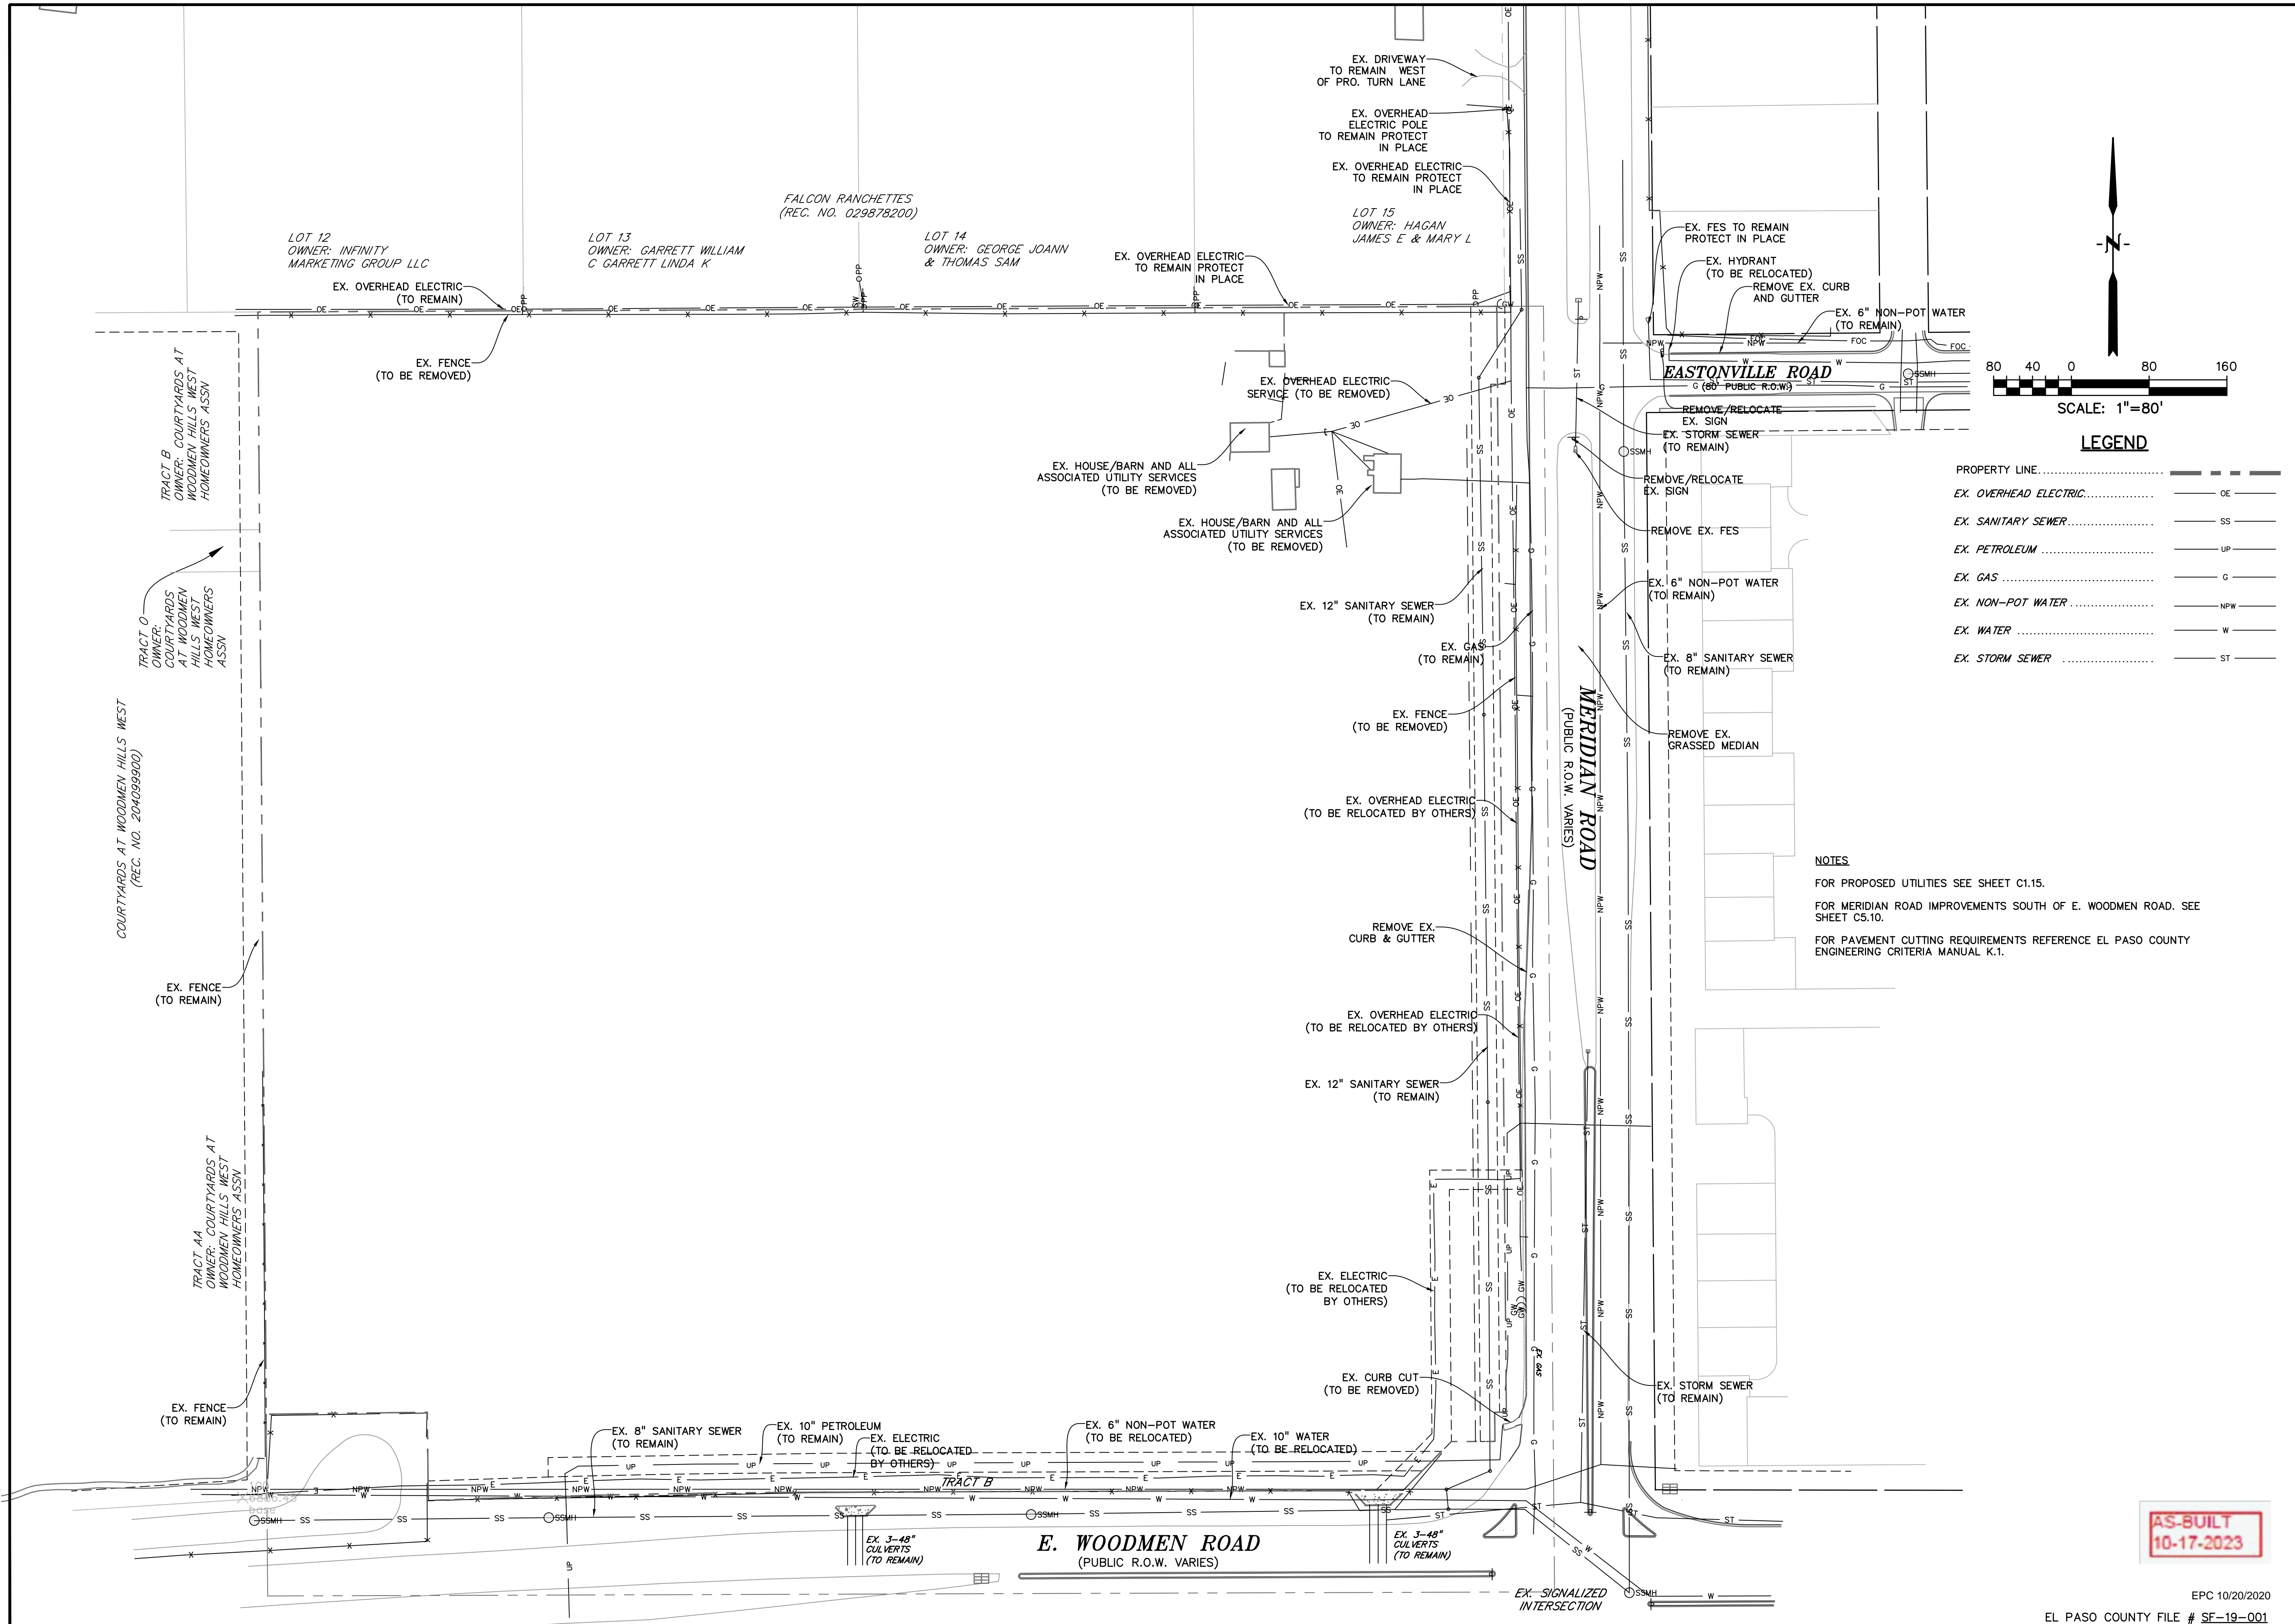 EX. DRIVEWAY
TO REMAIN WEST
OF PRO. TURN LANE
EX. OVERHEAD
ELECTRIC POLE
TO REMAIN PROTECT
IN PLACE
EX. OVERHEAD ELECTRIC
TO REMAIN PROTECT
IN PLACE
FALCON RANCHETTES
(REC. NO. 029878200)
LOT 12
OWNER: INFINITY
MARKETING GROUP LLC
LOT 13
OWNER: GARRETT WILLIAM
C GARRETT LINDA K
LOT 14
OWNER: GEORGE JOANN
& THOMAS SAM
LOT 15
OWNER: HAGAN
JAMES E & MARY L
EX. OVERHEAD ELECTRIC
(TO REMAIN)
EX. OVERHEAD ELECTRIC
TO REMAIN PROTECT
IN PLACE
EX. FENCE
(TO BE REMOVED)
EX. FES TO REMAIN
PROTECT IN PLACE
EX. HYDRANT
(TO BE RELOCATED)
REMOVE EX. CURB
AND GUTTER
EX. 6" NON-POT WATER
(TO REMAIN)
EASTONVILLE ROAD
(80' PUBLIC R.O.W.)
REMOVE/RELOCATE
EX. SIGN
EX. STORM SEWER
(TO REMAIN)
REMOVE/RELOCATE
EX. SIGN
REMOVE EX. FES
EX. 6" NON-POT WATER
(TO REMAIN)
EX. 8" SANITARY SEWER
(TO REMAIN)
REMOVE EX.
GRASSED MEDIAN
N
80 40 0 80 160
SCALE: 1"=80'
LEGEND
PROPERTY LINE
EX. OVERHEAD ELECTRIC OE
EX. SANITARY SEWER SS
EX. PETROLEUM UP
EX. GAS G
EX. NON-POT WATER NPW
EX. WATER W
EX. STORM SEWER ST
TRACT B
OWNER: COURTYARDS AT
WOODMEN HILLS WEST
HOMEOWNERS ASSN
TRACT O
OWNER:
COURTYARDS
AT WOODMEN
HILLS WEST
HOMEOWNERS
ASSN
COURTYARDS AT WOODMEN HILLS WEST
(REC. NO. 204099900)
TRACT AA
OWNER: COURTYARDS AT
WOODMEN HILLS WEST
HOMEOWNERS ASSN
EX. FENCE
(TO REMAIN)
EX. FENCE
(TO REMAIN)
EX. OVERHEAD ELECTRIC
SERVICE (TO BE REMOVED)
EX. HOUSE/BARN AND ALL
ASSOCIATED UTILITY SERVICES
(TO BE REMOVED)
EX. HOUSE/BARN AND ALL
ASSOCIATED UTILITY SERVICES
(TO BE REMOVED)
EX. 12" SANITARY SEWER
(TO REMAIN)
EX. GAS
(TO REMAIN)
EX. FENCE
(TO BE REMOVED)
EX. OVERHEAD ELECTRIC
(TO BE RELOCATED BY OTHERS)
REMOVE EX.
CURB & GUTTER
EX. OVERHEAD ELECTRIC
(TO BE RELOCATED BY OTHERS)
EX. 12" SANITARY SEWER
(TO REMAIN)
EX. ELECTRIC
(TO BE RELOCATED
BY OTHERS)
EX. CURB CUT
(TO BE REMOVED)
MERIDIAN ROAD
(PUBLIC R.O.W. VARIES)
EX. GAS
EX. STORM SEWER
(TO REMAIN)
NOTES
FOR PROPOSED UTILITIES SEE SHEET C1.15.
FOR MERIDIAN ROAD IMPROVEMENTS SOUTH OF E. WOODMEN ROAD. SEE
SHEET C5.10.
FOR PAVEMENT CUTTING REQUIREMENTS REFERENCE EL PASO COUNTY
ENGINEERING CRITERIA MANUAL K.1.
EX. 8" SANITARY SEWER
(TO REMAIN)
EX. 10" PETROLEUM
(TO REMAIN)
EX. ELECTRIC
(TO BE RELOCATED
BY OTHERS)
EX. 6" NON-POT WATER
(TO BE RELOCATED)
EX. 10" WATER
(TO BE RELOCATED)
TRACT B
EX. 3-48"
CULVERTS
(TO REMAIN)
E. WOODMEN ROAD
(PUBLIC R.O.W. VARIES)
EX. 3-48"
CULVERTS
(TO REMAIN)
EX. SIGNALIZED
INTERSECTION
SSMH
AS-BUILT
10-17-2023
EPC 10/20/2020
EL PASO COUNTY FILE # SF-19-001